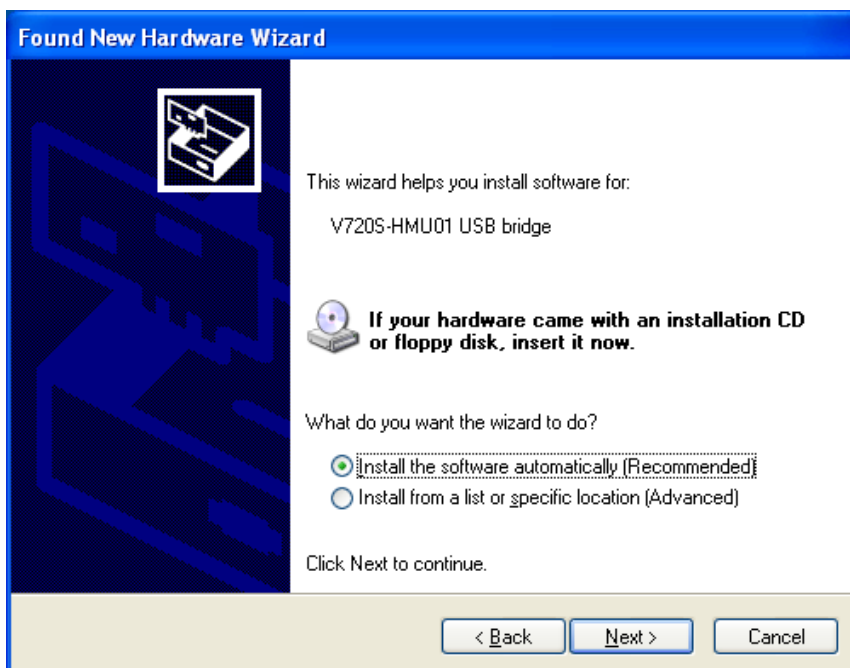 Found New Hardware Wizard
This wizard helps you install software for:
V720S-HMU01 USB bridge
If your hardware came with an installation CD
or floppy disk, insert it now.
What do you want the wizard to do?
Install the software automatically (Recommended)
Install from a list or specific location (Advanced)
Click Next to continue.
< Back Next > Cancel